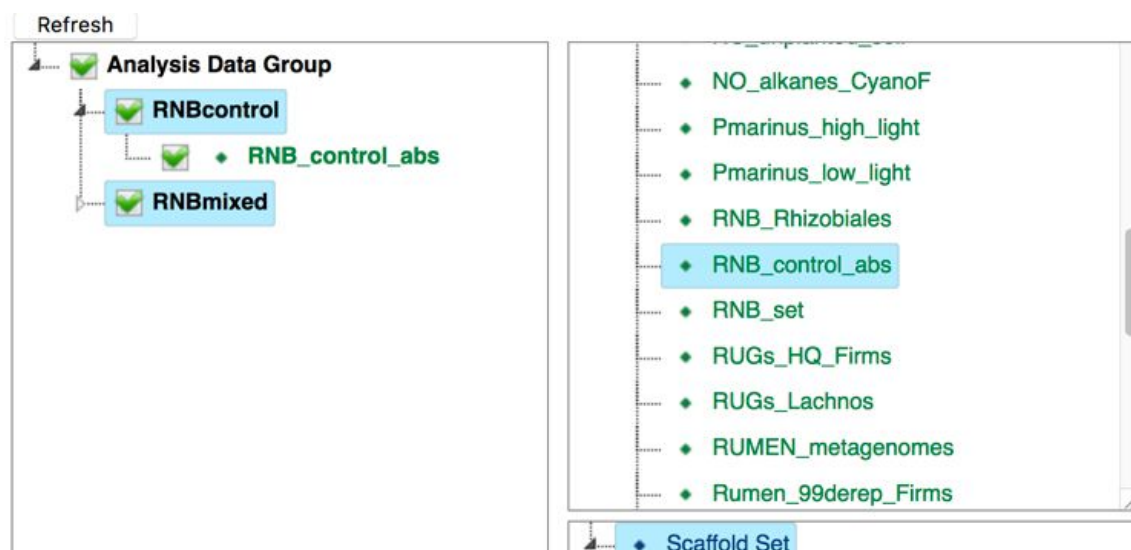 Refresh
Analysis Data Group
RNBcontrol
RNB_control_abs
RNBmixed
NO_alkanes_CyanoF
Pmarinus_high_light
Pmarinus_low_light
RNB_Rhizobiales
RNB_control_abs
RNB_set
RUGs_HQ_Firms
RUGs_Lachnos
RUMEN_metagenomes
Rumen_99derep_Firms
Scaffold Set